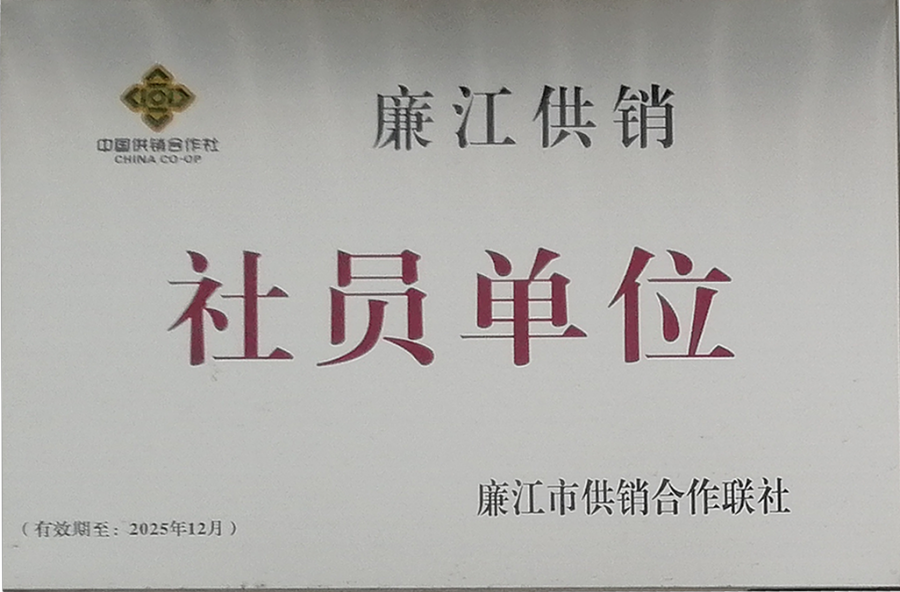 中国供销合作社
CHINA CO-OP
廉江供销
社员单位
廉江市供销合作联社
（有效期至：2025年12月）